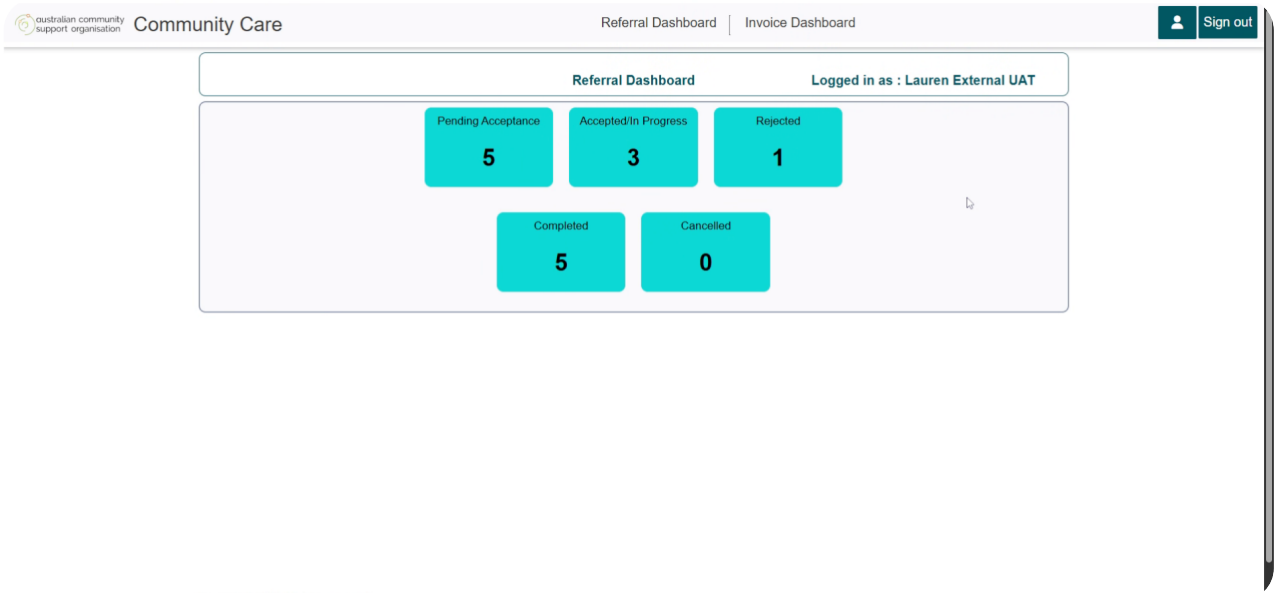 australian community
support organisation
Community Care
Referral Dashboard
Invoice Dashboard
Sign out
Referral Dashboard
Logged in as : Lauren External UAT
Pending Acceptance
5
Accepted/In Progress
3
Rejected
1
Completed
5
Cancelled
0